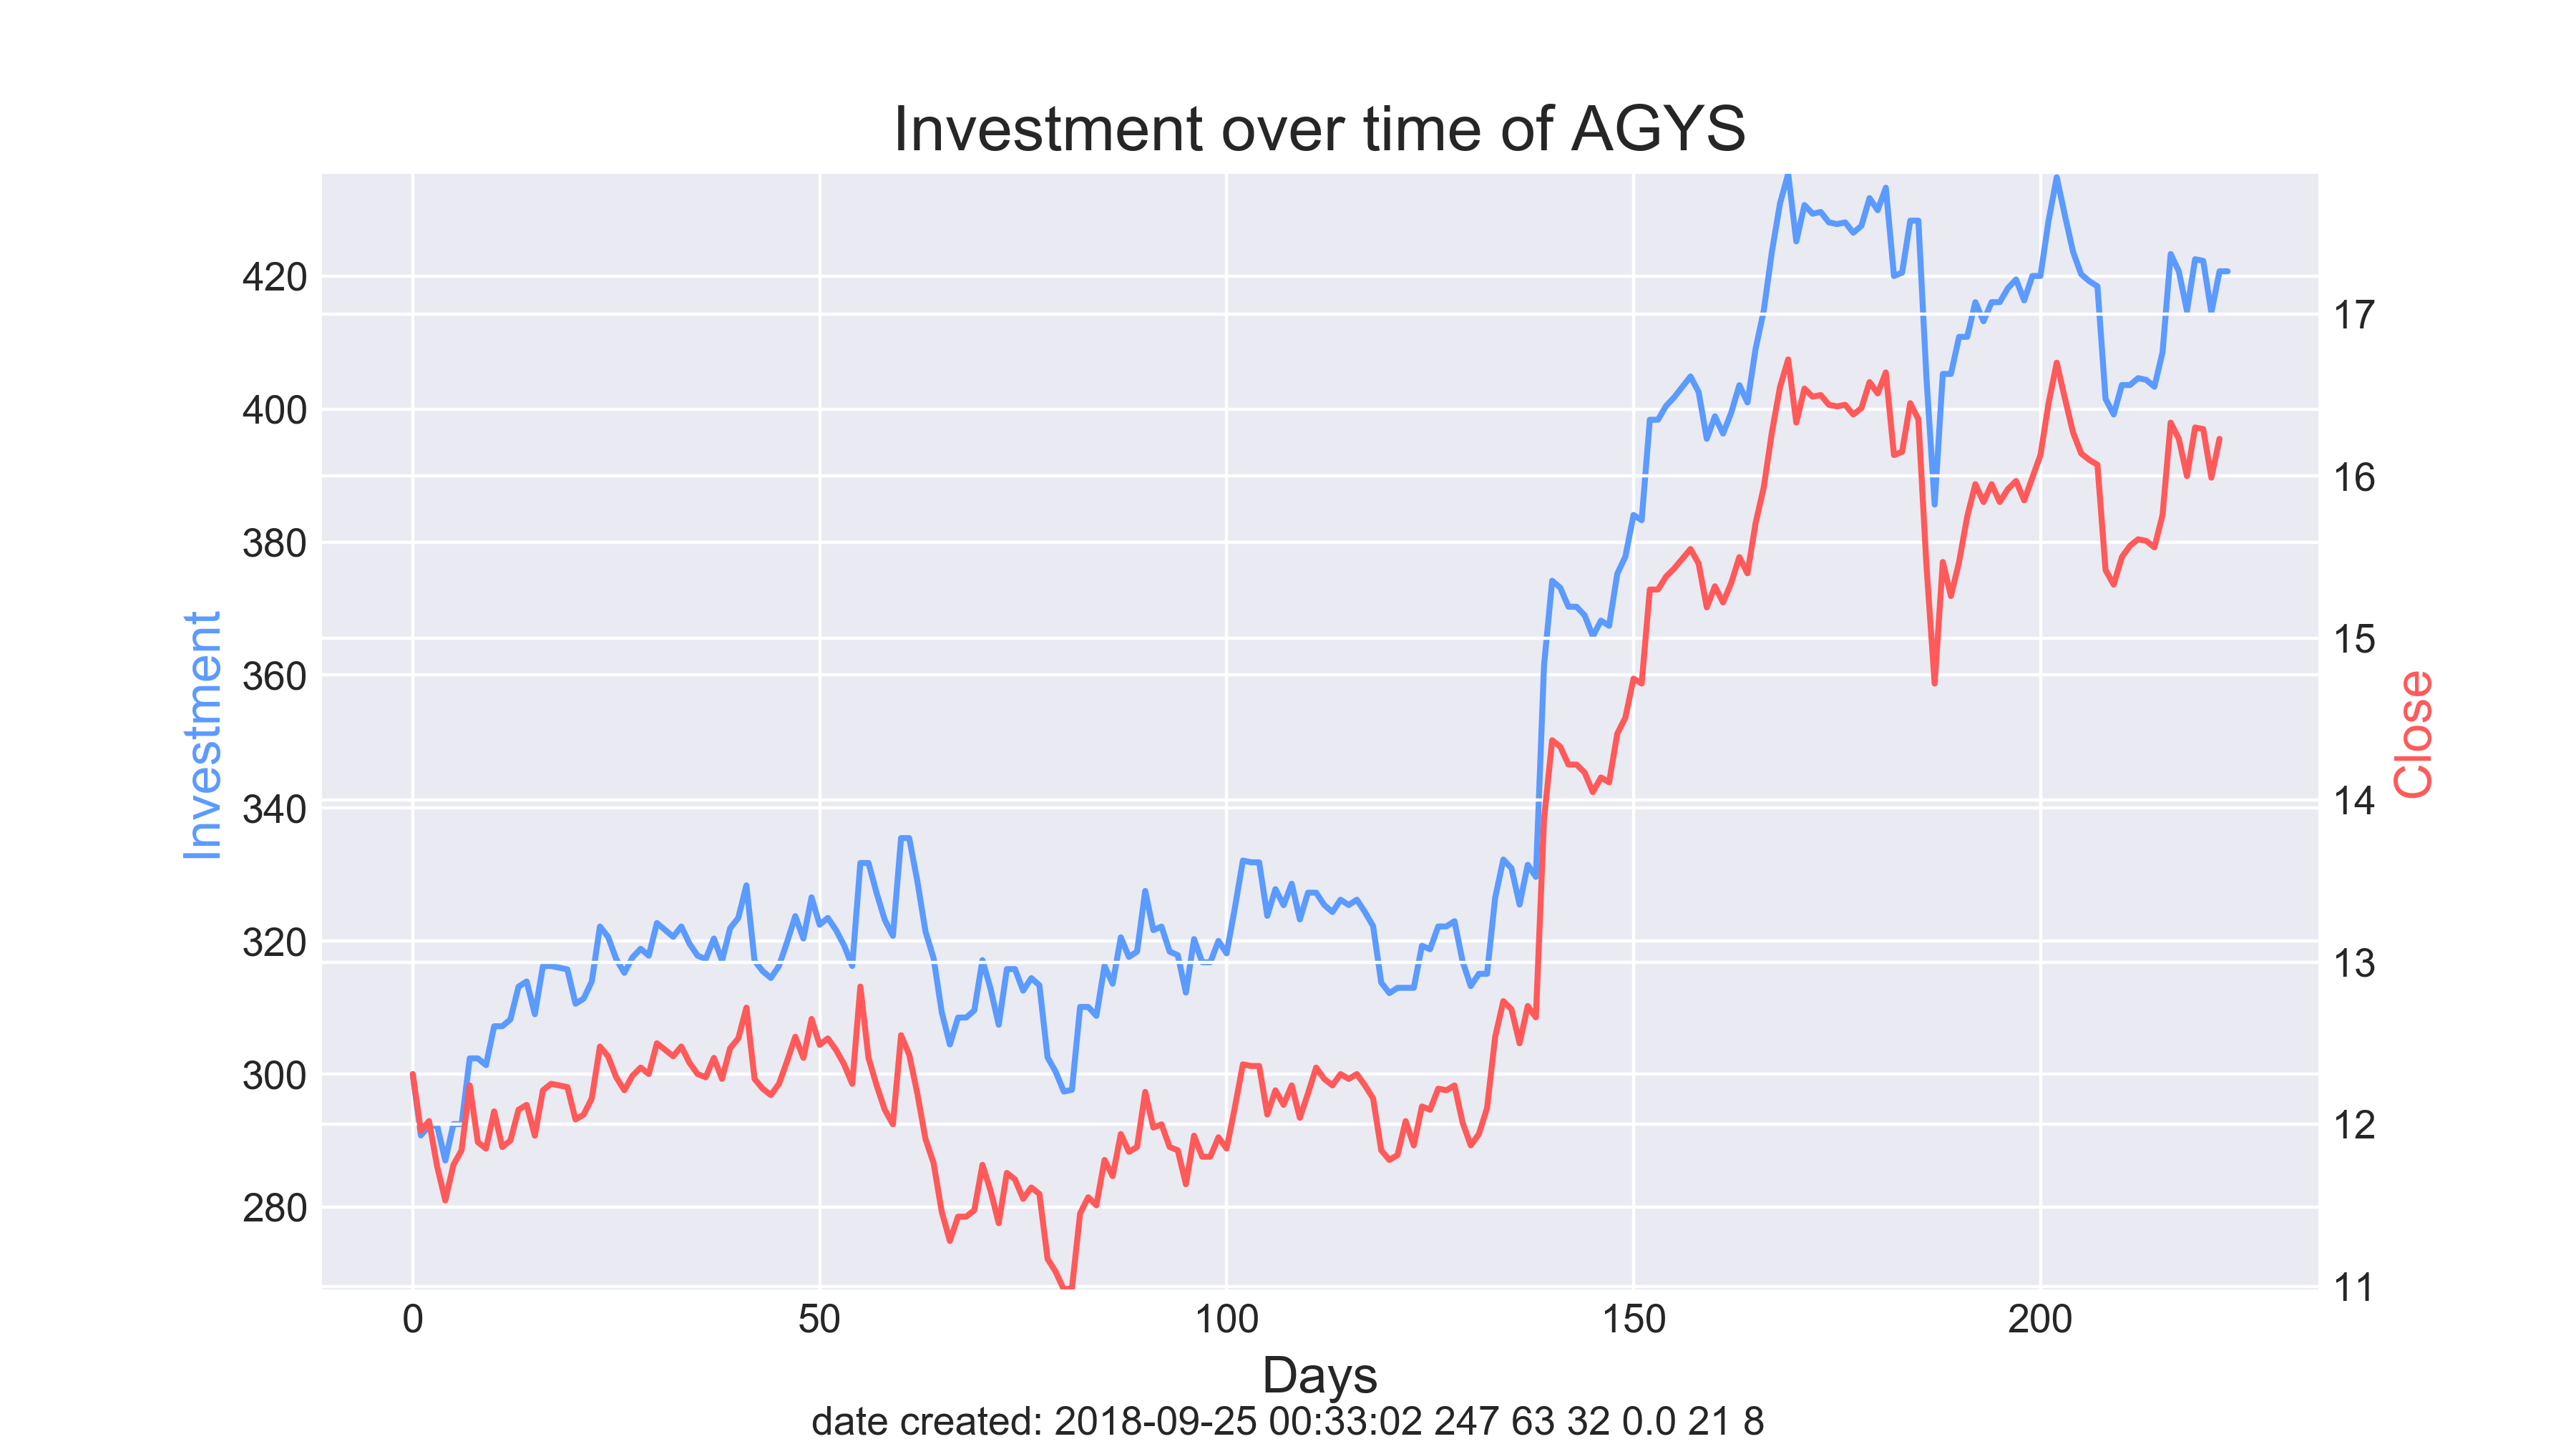 Investment over time of AGYS
Investment
420
400
380
360
340
320
300
280
17
16
15
14
13
12
11
Close
0 50 100 150 200
Days
date created: 2018-09-25 00:33:02 247 63 32 0.0 21 8